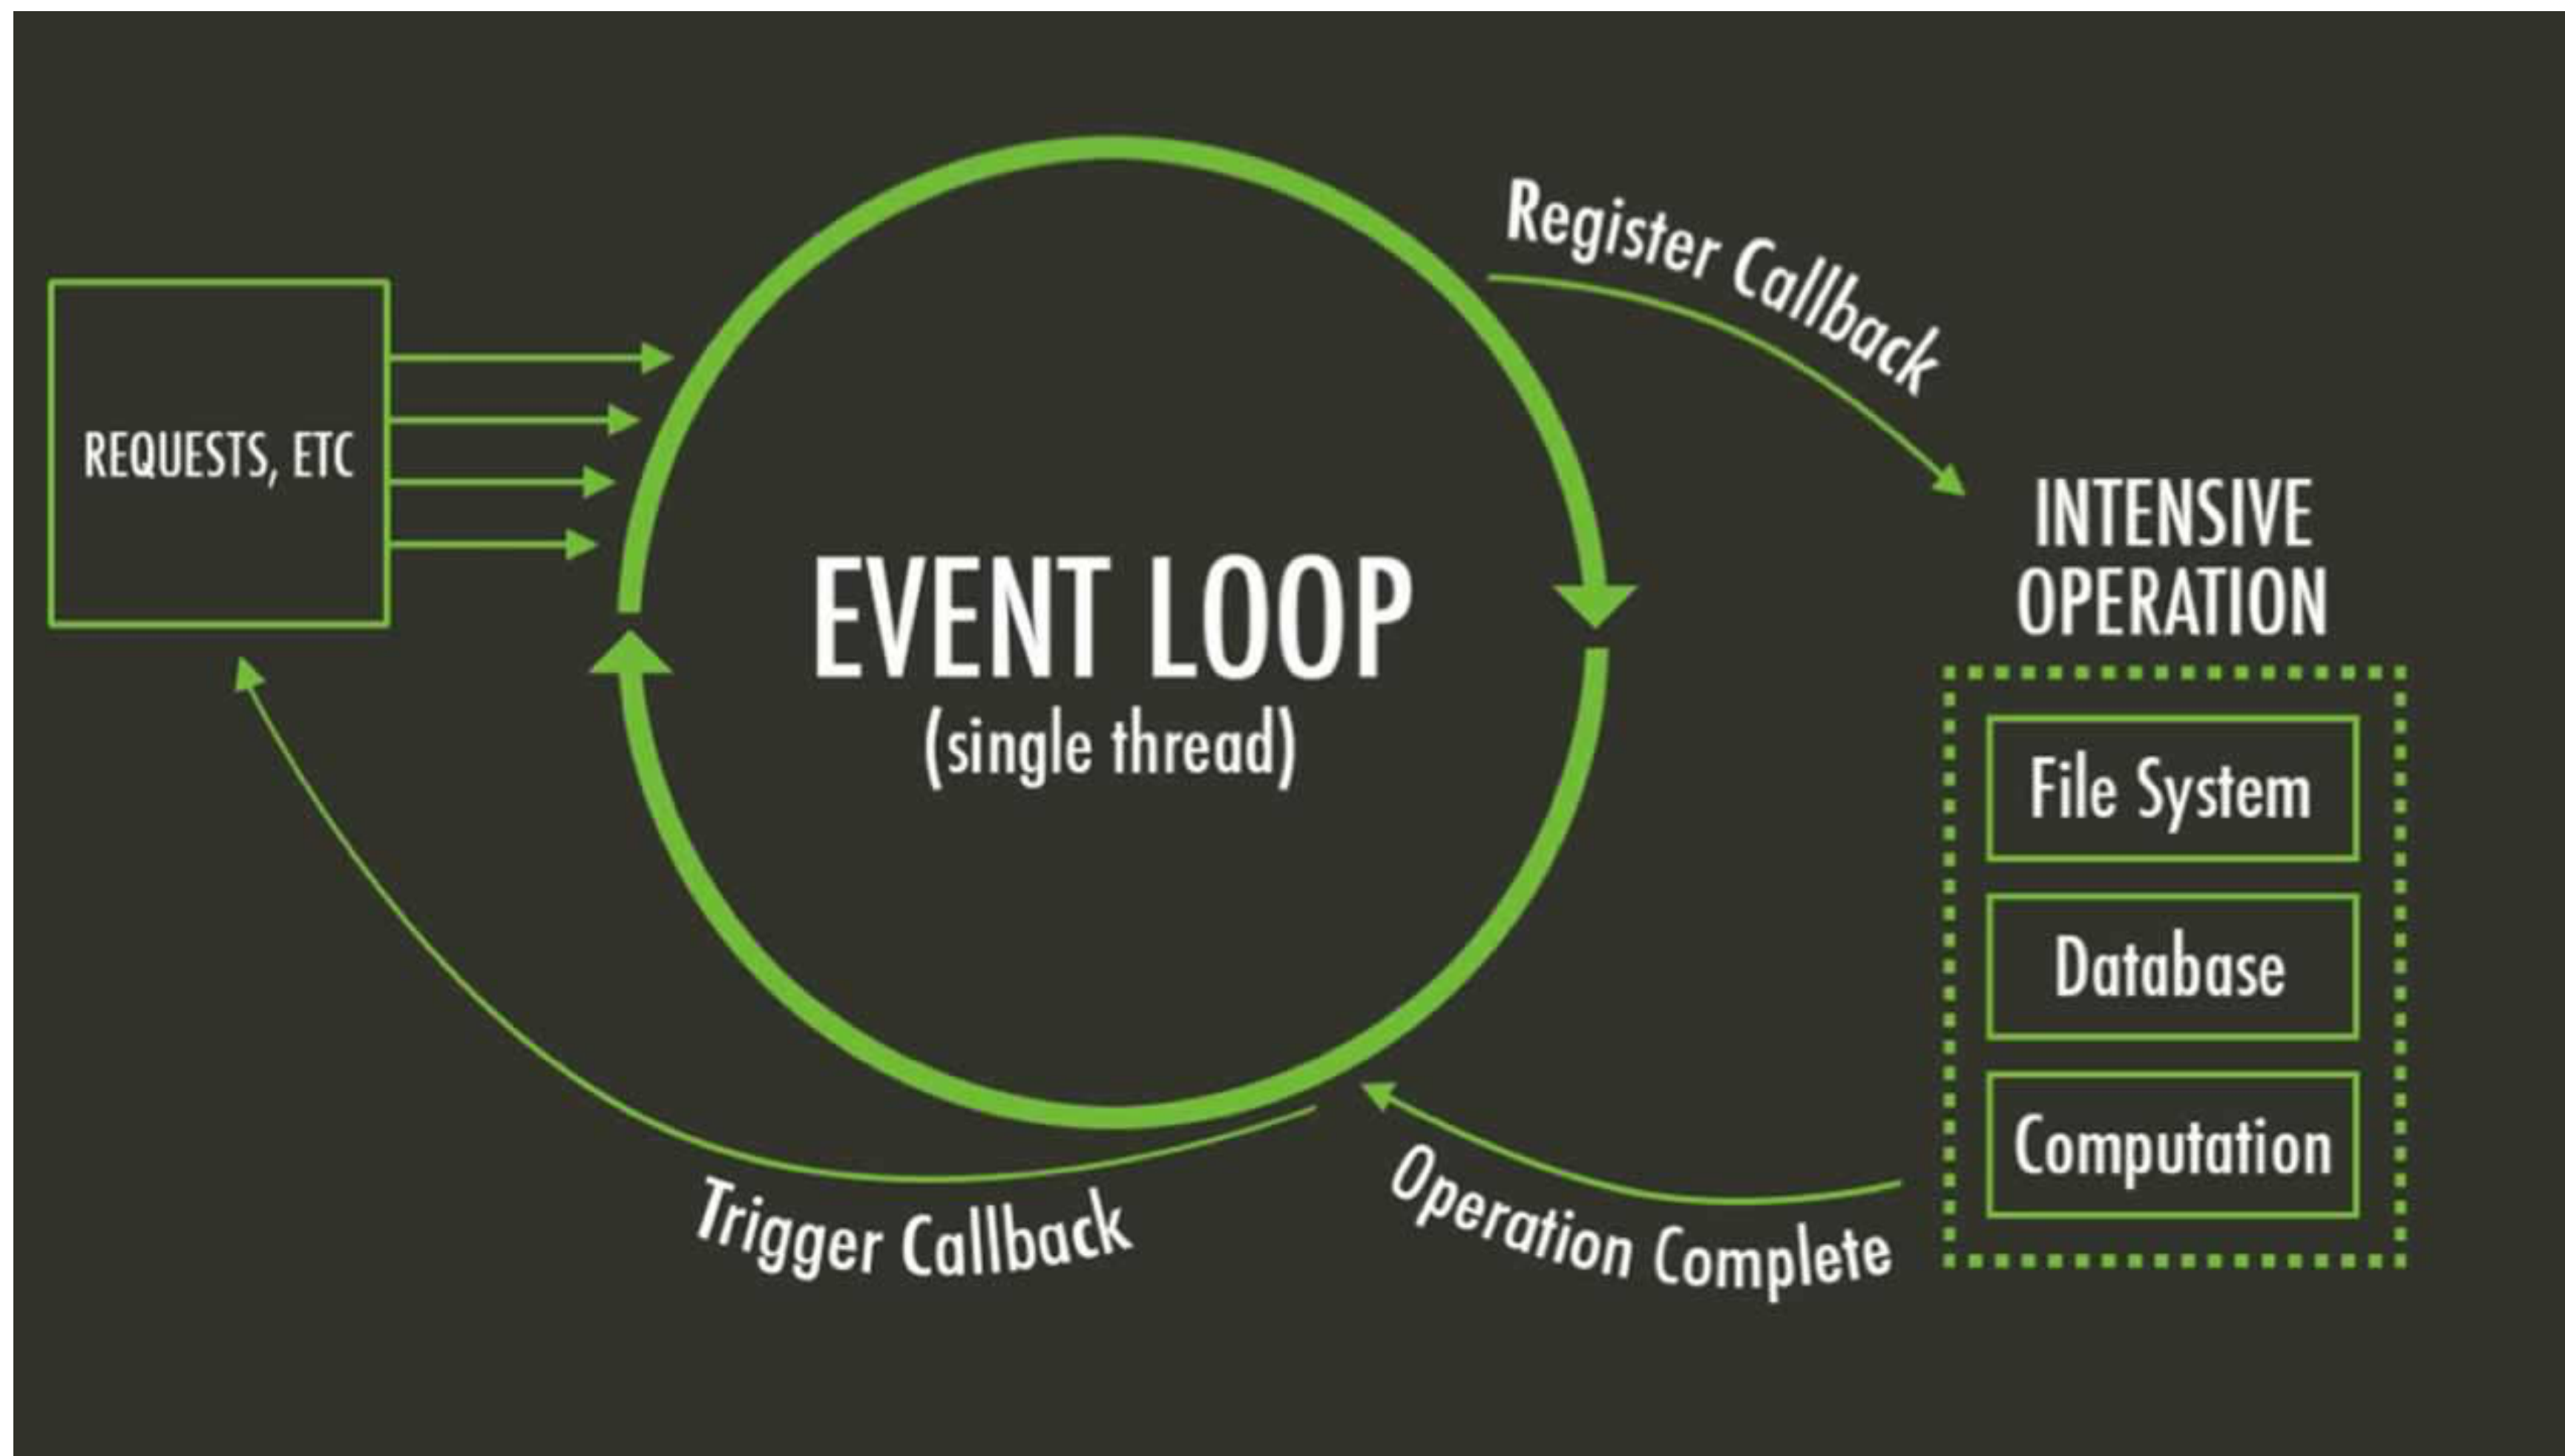 Register Callback
REQUESTS, ETC
EVENT LOOP
(single thread)
INTENSIVE
OPERATION
File System
Database
Computation
Operation Complete
Trigger Callback